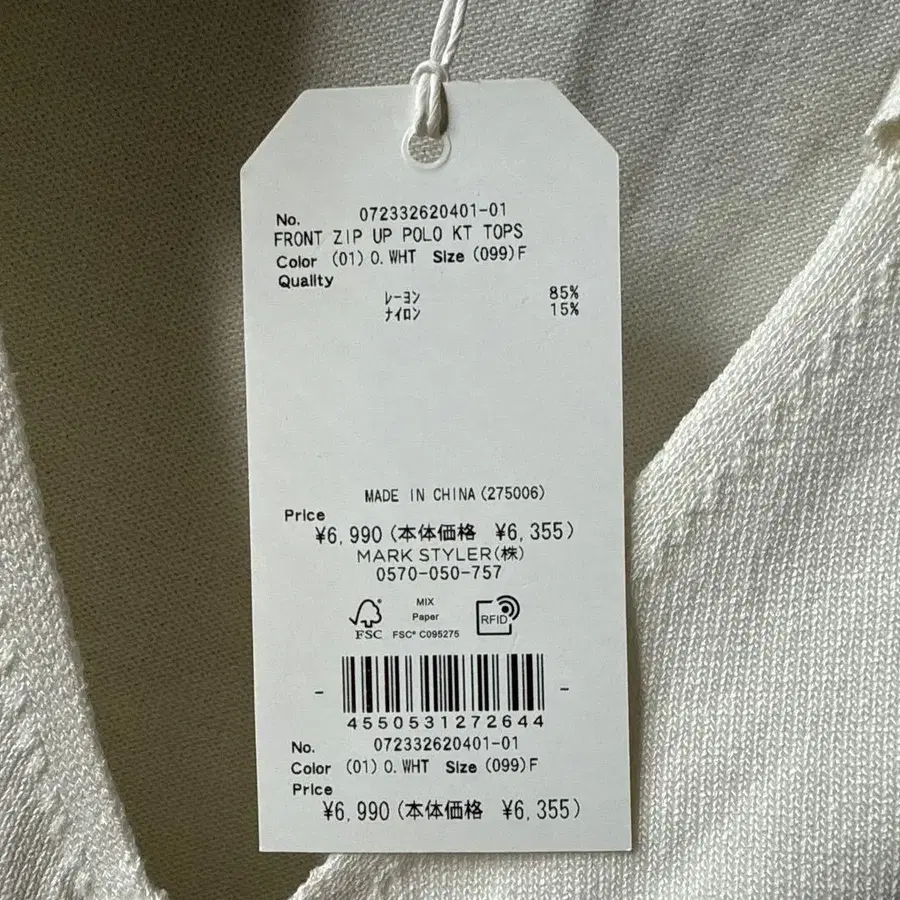 No. 072332620401-01
FRONT ZIP UP POLO KT TOPS
Color (01) O.WHT Size (099)F
Quality
レーヨン 85%
ナイロン 15%
MADE IN CHINA(275006)
Price
¥6,990(本体価格 ¥6,355)
MARK STYLER(株)
0570-050-757
FSC
MIX
Paper
FSC® C095275
RFID
4550531272644
No. 072332620401-01
Color (01) O.WHT Size (099)F
Price
¥6,990(本体価格 ¥6,355)